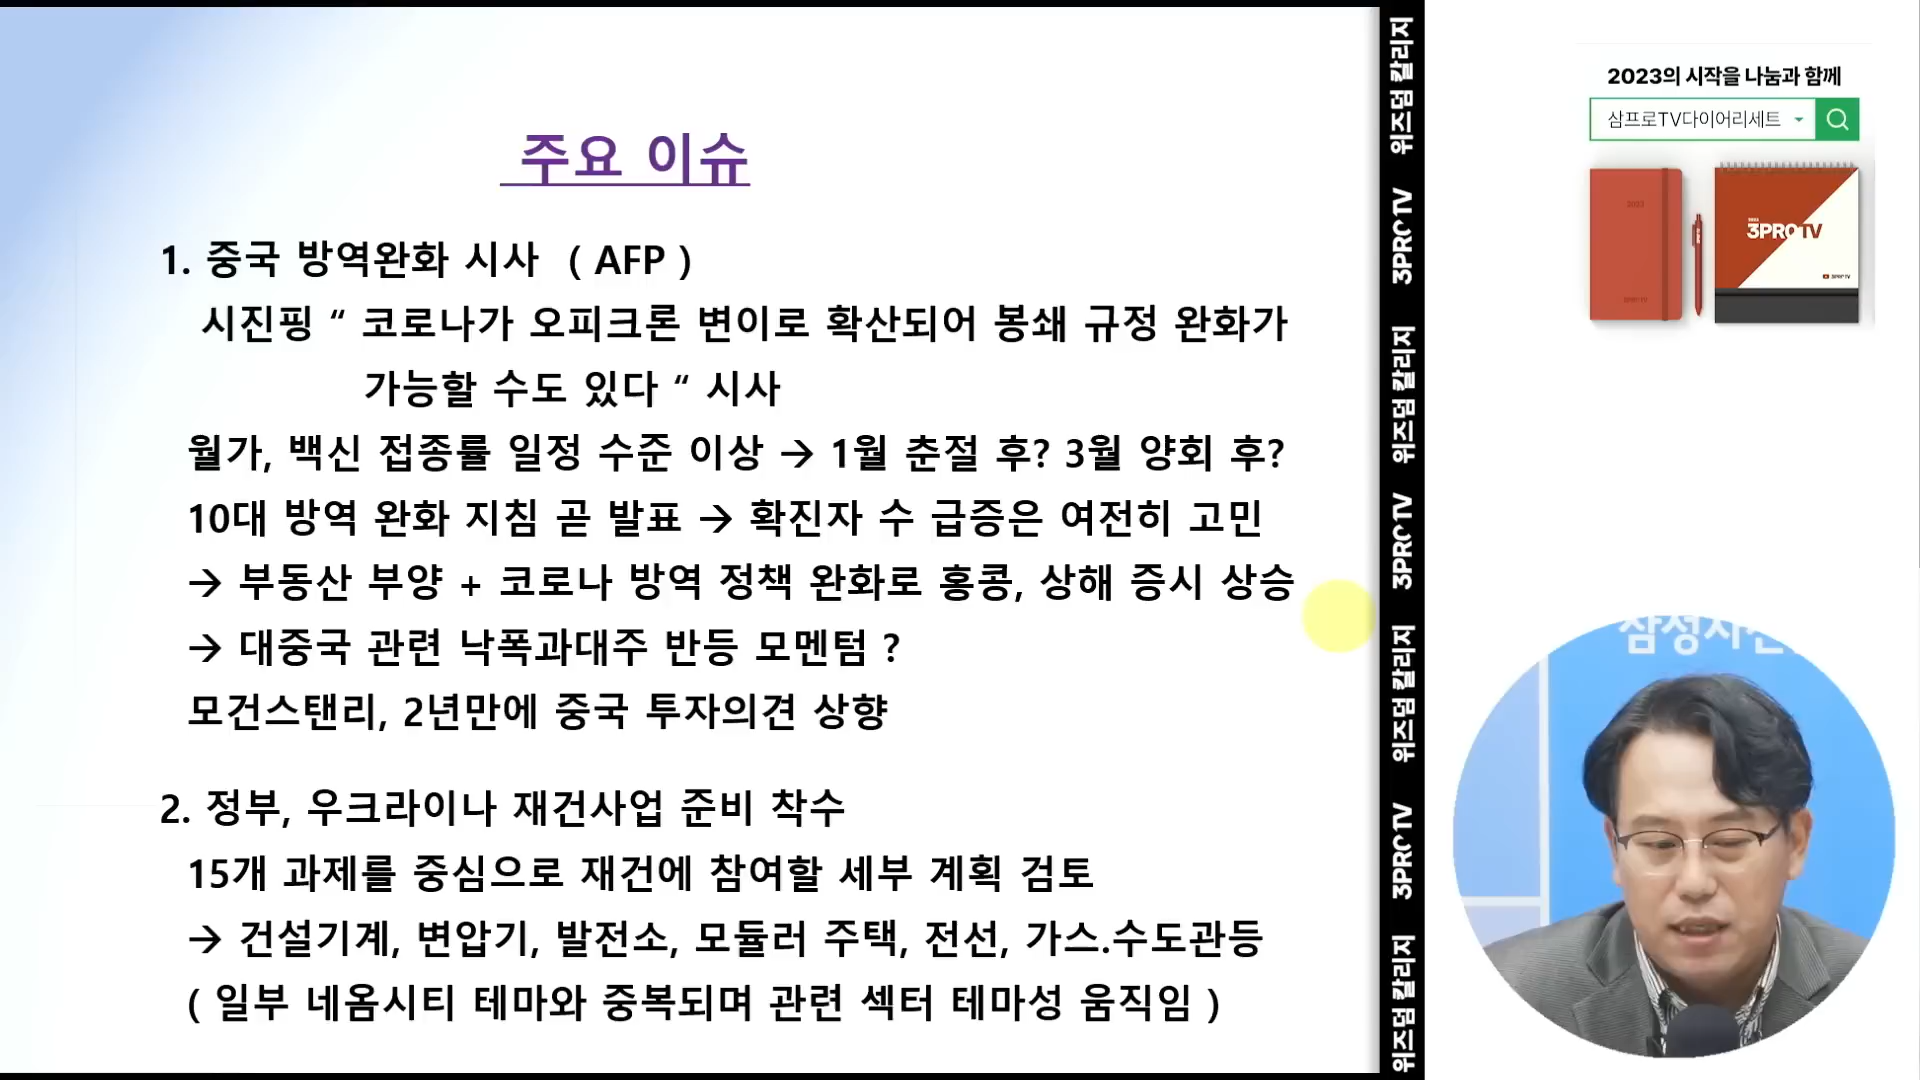 주요 이슈
1. 중국 방역완화 시사 ( AFP )
시진핑 “ 코로나가 오피크론 변이로 확산되어 봉쇄 규정 완화가
가능할 수도 있다 “ 시사
월가, 백신 접종률 일정 수준 이상 → 1월 춘절 후? 3월 양회 후?
10대 방역 완화 지침 곧 발표 → 확진자 수 급증은 여전히 고민
→ 부동산 부양 + 코로나 방역 정책 완화로 홍콩, 상해 증시 상승
→ 대중국 관련 낙폭과대주 반등 모멘텀 ?
모건스탠리, 2년만에 중국 투자의견 상향
2. 정부, 우크라이나 재건사업 준비 착수
15개 과제를 중심으로 재건에 참여할 세부 계획 검토
→ 건설기계, 변압기, 발전소, 모듈러 주택, 전선, 가스.수도관등
( 일부 네옴시티 테마와 중복되며 관련 섹터 테마성 움직임 )
위즈덤 칼리지
3PROTV
위즈덤 칼리지
3PROTV
위즈덤 칼리지
3PROTV
위즈덤 칼리지
2023의 시작을 나눔과 함께
삼프로TV다이어리세트
2023
3PROTV